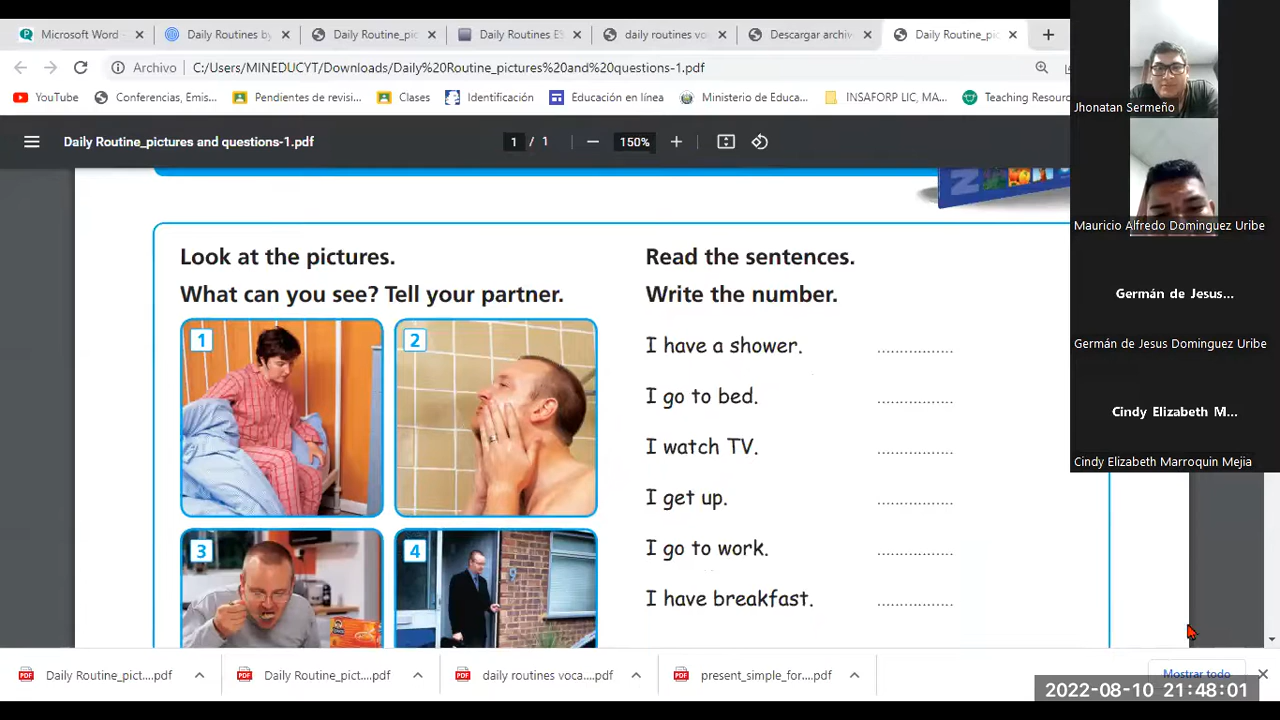 Microsoft Word -
Daily Routines by
Daily Routine_pic
Daily Routines ES
daily routines vo
Descargar archiv
Daily Routine_pic
Archivo
C:/Users/MINEDUCYT/Downloads/Daily%20Routine_pictures%20and%20questions-1.pdf
YouTube
Conferencias, Emis...
Pendientes de revisi...
Clases
Identificación
Educación en línea
Ministerio de Educa...
INSAFORP LIC, MA...
Teaching Resour
Daily Routine_pictures and questions-1.pdf
1 / 1
150%
Look at the pictures.
What can you see? Tell your partner.
1
2
3
4
Read the sentences.
Write the number.
I have a shower. ................
I go to bed. ................
I watch TV. ................
I get up. ................
I go to work. ................
I have breakfast. ................
Jhonatan Sermeño
Mauricio Alfredo Dominguez Uribe
Germán de Jesus...
Germán de Jesus Dominguez Uribe
Cindy Elizabeth M...
Cindy Elizabeth Marroquin Mejia
Daily Routine_pict....pdf
Daily Routine_pict....pdf
daily routines voca....pdf
present_simple_for....pdf
Mostrar todo
2022-08-10 21:48:01